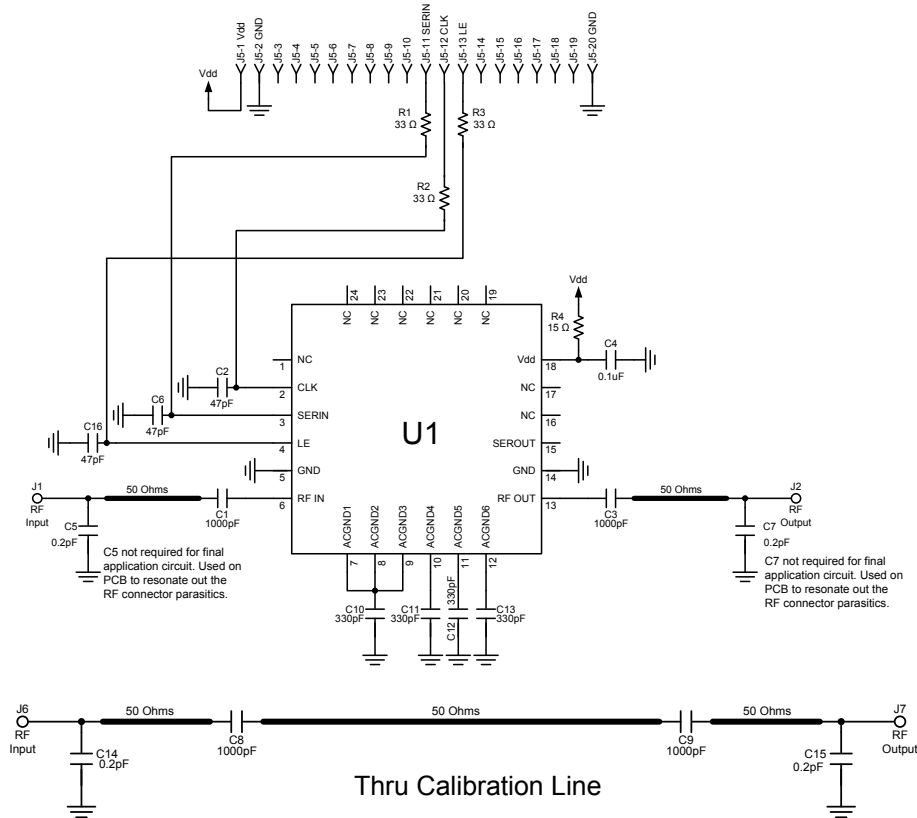 J5-1 Vdd
J5-2 GND
J5-3
J5-4
J5-5
J5-6
J5-7
J5-8
J5-9
J5-10
J5-11 SERIN
J5-12 CLK
J5-13 LE
J5-14
J5-15
J5-16
J5-17
J5-18
J5-19
J5-20 GND
Vdd
R1
33 Ω
R3
33 Ω
R2
33 Ω
24
23
22
21
20
19
NC
NC
NC
NC
NC
NC
Vdd
R4
15 Ω
C4
0.1uF
NC
1
C2
47pF
CLK
2
C6
47pF
SERIN
3
C16
47pF
LE
4
GND
5
RF IN
6
U1
Vdd
18
NC
17
NC
16
SEROUT
15
GND
14
RF OUT
13
J1
RF
Input
50 Ohms
C1
1000pF
C5
0.2pF
C5 not required for final
application circuit. Used on
PCB to resonate out the
RF connector parasitics.
C3
1000pF
50 Ohms
J2
RF
Output
C7
0.2pF
C7 not required for final
application circuit. Used on
PCB to resonate out the
RF connector parasitics.
ACGND1
ACGND2
ACGND3
ACGND4
ACGND5
ACGND6
7
8
9
10
11
12
C10
330pF
C11
330pF
330pF
C12
C13
330pF
J6
RF
Input
50 Ohms
C8
1000pF
50 Ohms
C9
1000pF
50 Ohms
J7
RF
Output
C14
0.2pF
C15
0.2pF
Thru Calibration Line